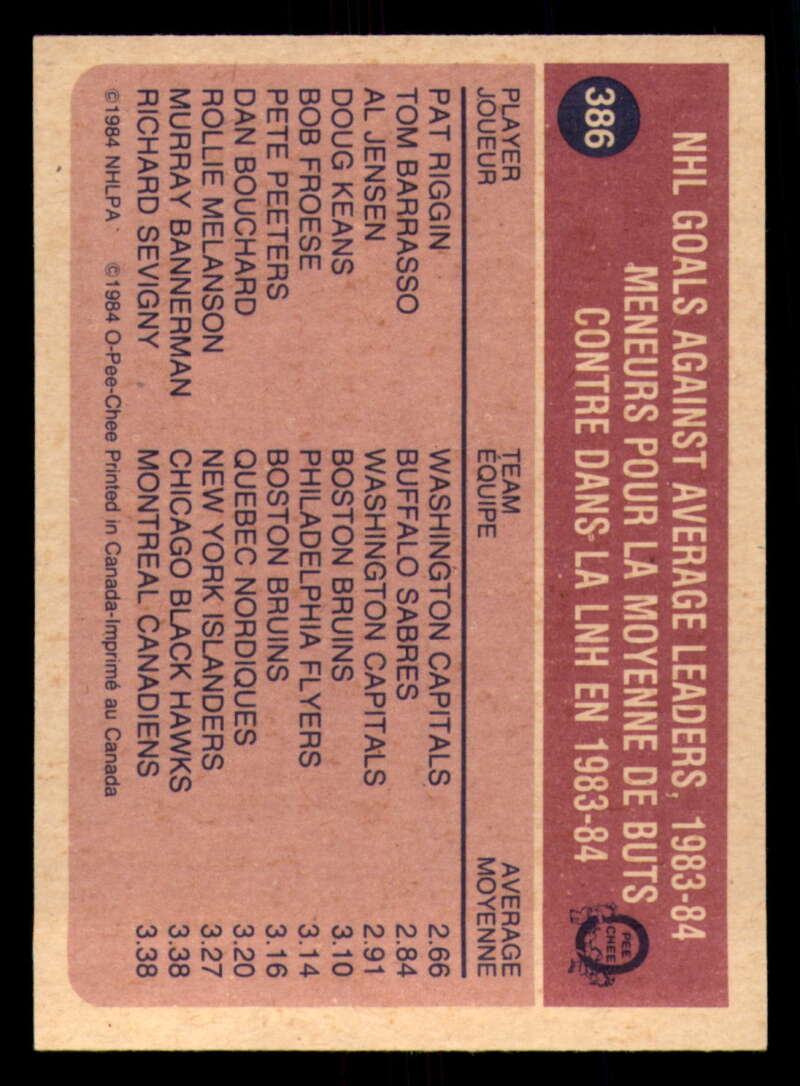 386
NHL GOALS AGAINST AVERAGE LEADERS, 1983-84
MENEURS POUR LA MOYENNE DE BUTS
CONTRE DANS LA LNH EN 1983-84
O PEE CHEE
PLAYER TEAM AVERAGE
JOUEUR ÉQUIPE MOYENNE
PAT RIGGIN WASHINGTON CAPITALS 2.66
TOM BARRASSO BUFFALO SABRES 2.84
AL JENSEN WASHINGTON CAPITALS 2.91
DOUG KEANS BOSTON BRUINS 3.10
BOB FROESE PHILADELPHIA FLYERS 3.14
PETE PEETERS BOSTON BRUINS 3.16
DAN BOUCHARD QUEBEC NORDIQUES 3.20
ROLLIE MELANSON NEW YORK ISLANDERS 3.27
MURRAY BANNERMAN CHICAGO BLACK HAWKS 3.38
RICHARD SEVIGNY MONTREAL CANADIENS 3.38
©1984 NHLPA ©1984 O-Pee-Chee Printed in Canada-Imprimé au Canada